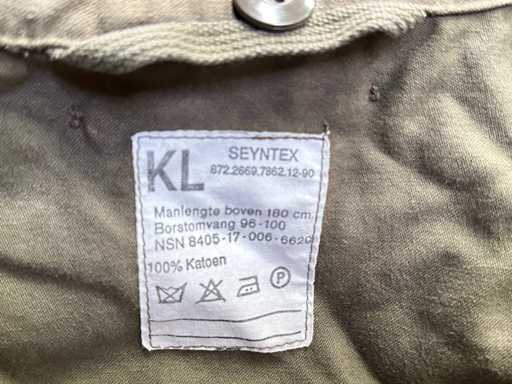 KL
SEYNTEX
872.2669.7862.12-90
Manlengte boven 180 cm
Borstomvang 96-100
NSN 8405-17-006-6620
100% Katoen
P